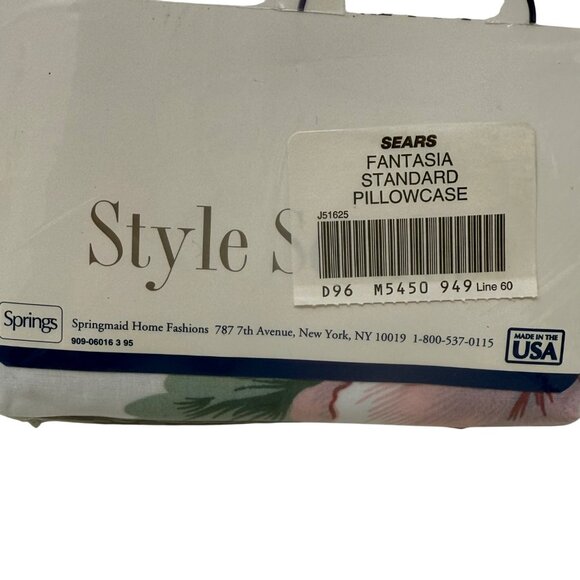 SEARS
FANTASIA
STANDARD
PILLOWCASE
J51625
D96 M5450 949 Line 60
Style
Springs
Springmaid Home Fashions 787 7th Avenue, New York, NY 10019 1-800-537-0115
909-06016 3 95
MADE IN THE
USA